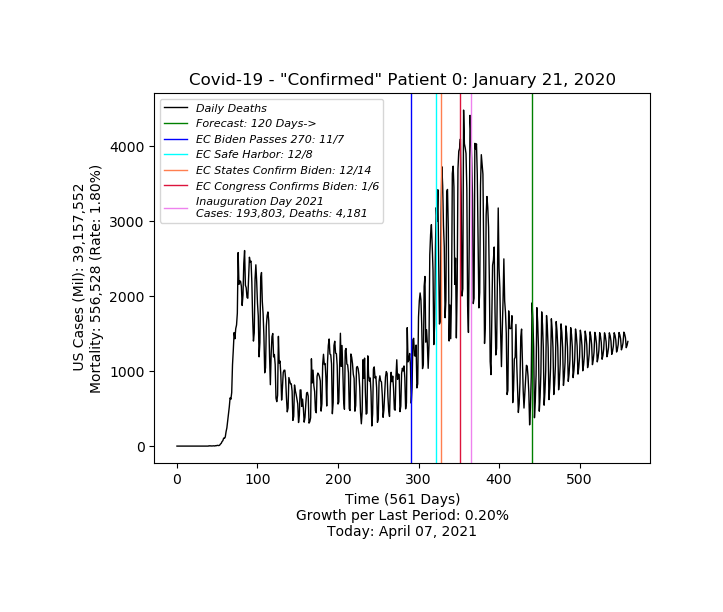 Covid-19 - "Confirmed" Patient 0: January 21, 2020
Daily Deaths
Forecast: 120 Days->
EC Biden Passes 270: 11/7
EC Safe Harbor: 12/8
EC States Confirm Biden: 12/14
EC Congress Confirms Biden: 1/6
Inauguration Day 2021
Cases: 193,803, Deaths: 4,181
US Cases (Mil): 39,157,552
Mortality: 556,528 (Rate: 1.80%)
4000
3000
2000
1000
0
0 100 200 300 400 500
Time (561 Days)
Growth per Last Period: 0.20%
Today: April 07, 2021